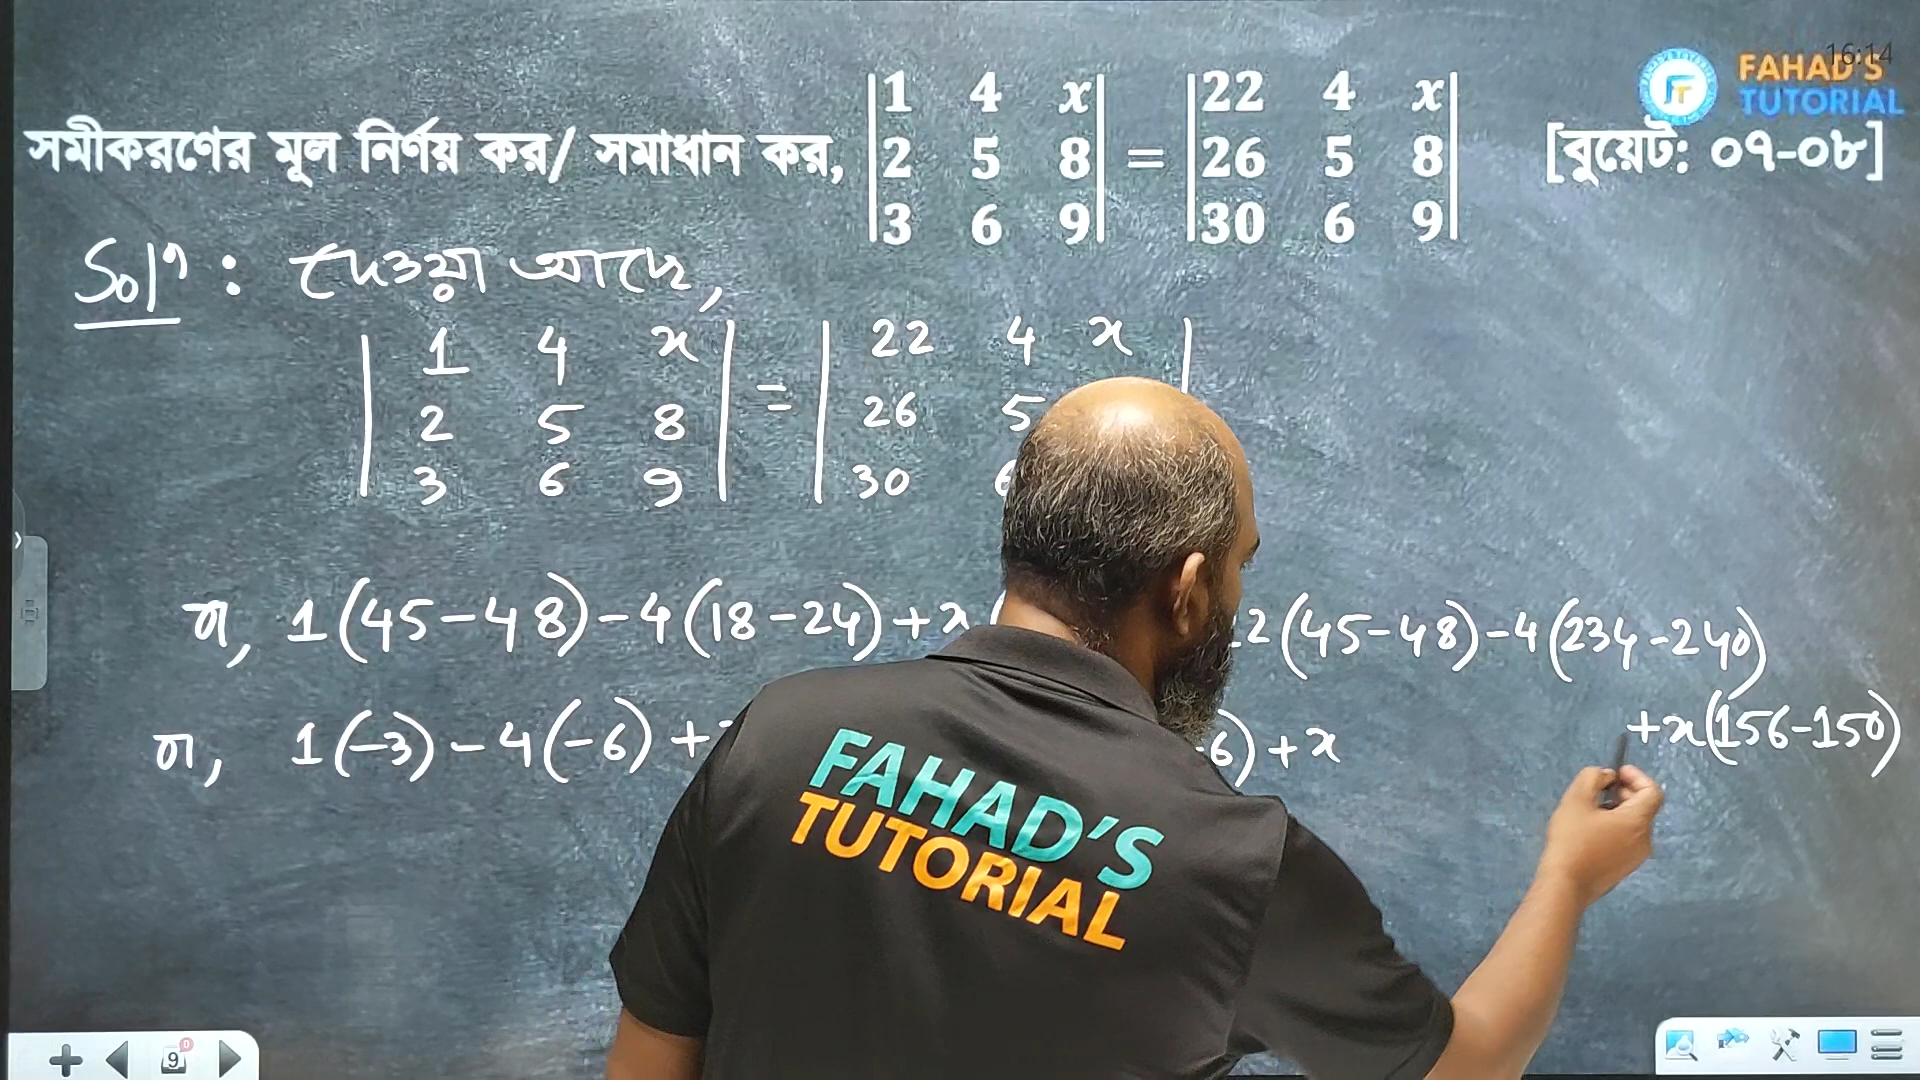 16:14
FAHAD'S
TUTORIAL
সমীকরণের মূল নির্ণয় কর/ সমাধান কর, |1 4 x| = |22 4 x| [বুয়েট: ০৭-০৮]
|2 5 8| |26 5 8|
|3 6 9| |30 6 9|
Solⁿ : দেওয়া আছে,
|1 4 x| = |22 4 x|
|2 5 8| |26 5
|3 6 9| |30 6
বা, 1(45-48)-4(18-24)+x 2(45-48)-4(234-240)
+x(156-150)
বা, 1(-3)-4(-6)+ 6)+x
FAHAD'S
TUTORIAL
9
0